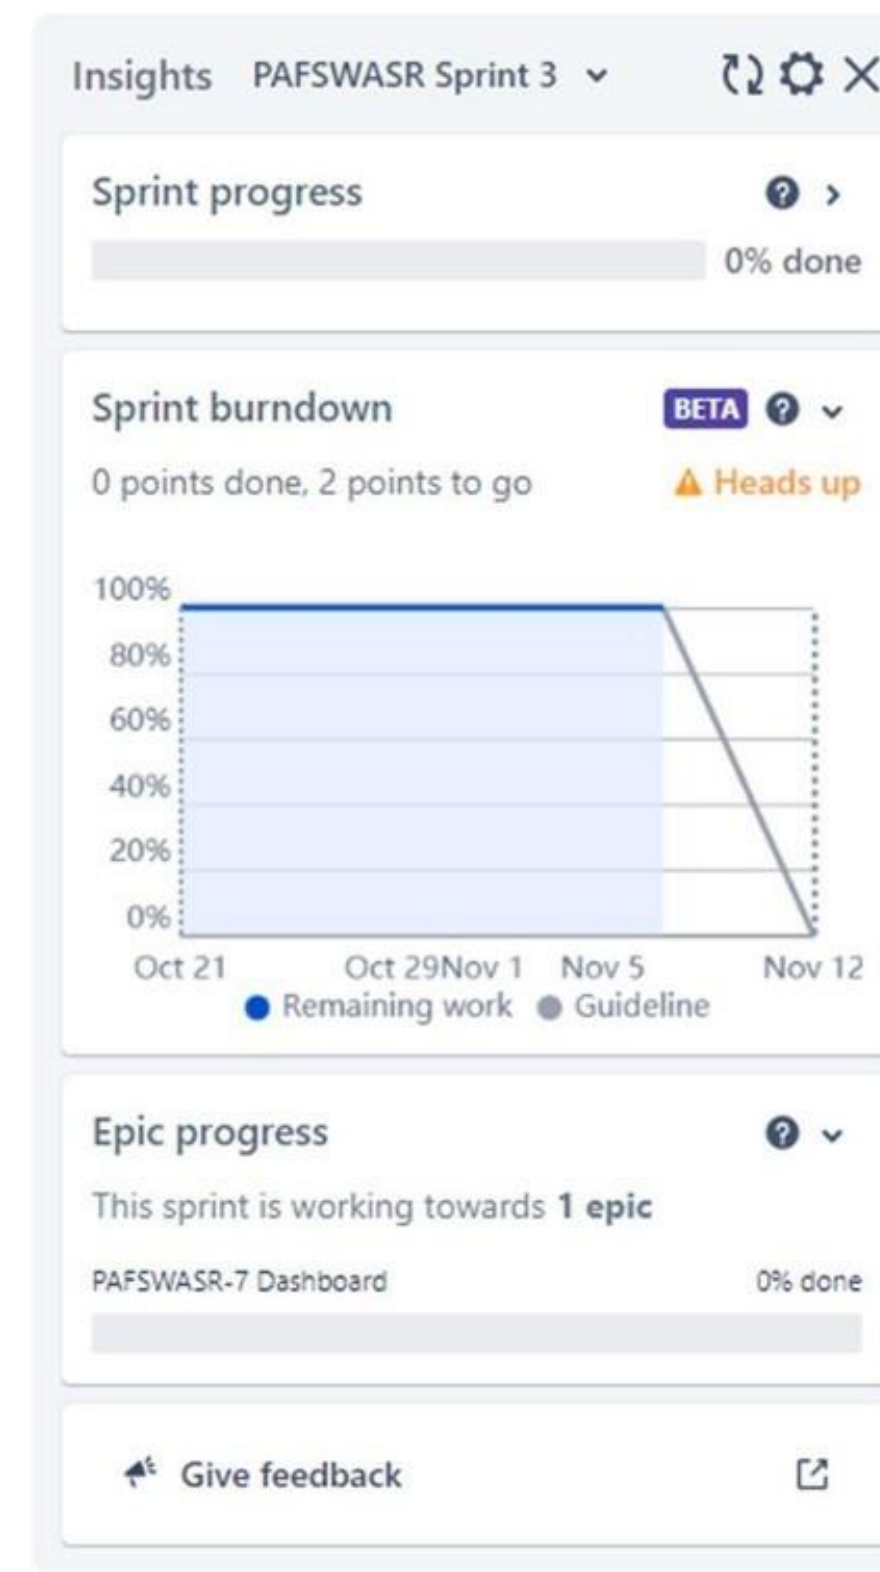 Insights PAFSWASR Sprint 3
Sprint progress
0% done
Sprint burndown BETA
0 points done, 2 points to go Heads up
100%
80%
60%
40%
20%
0%
Oct 21 Oct 29 Nov 1 Nov 5 Nov 12
Remaining work Guideline
Epic progress
This sprint is working towards 1 epic
PAFSWASR-7 Dashboard 0% done
Give feedback